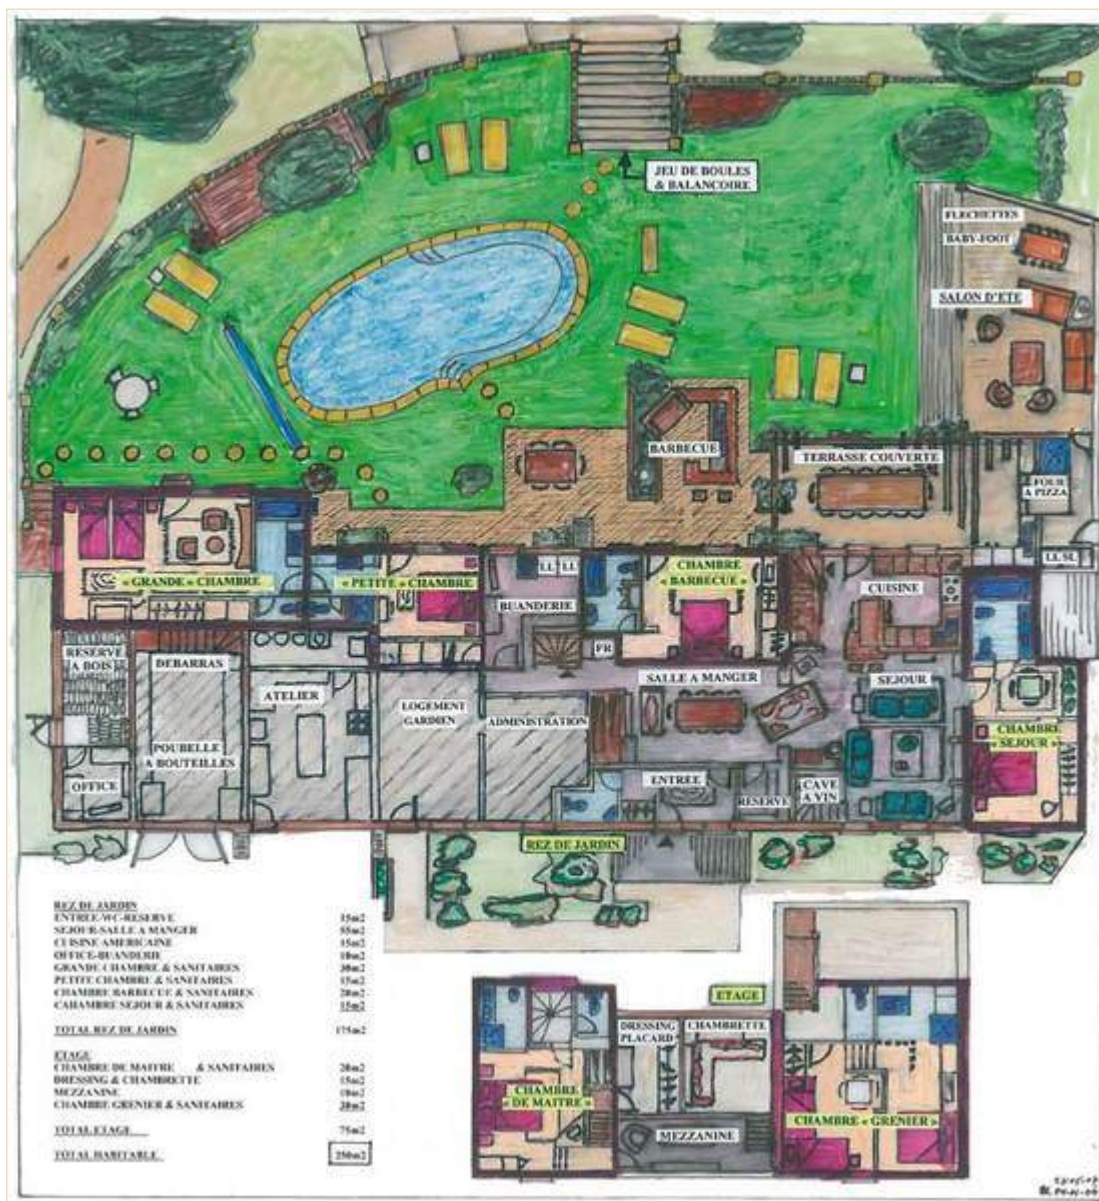 JEU DE BOULES
& BALANCOIRE
FLECHETTES
BABY-FOOT
SALON D'ETE
BARBECUE
TERRASSE COUVERTE
FOUR
A PIZZA
« GRANDE » CHAMBRE
« PETITE » CHAMBRE
LL
LL
BUANDERIE
CHAMBRE
« BARBECUE »
CUISINE
LL SL
RESERVE
A BOIS
DEBARRAS
ATELIER
LOGEMENT
GARDIEN
ADMINISTRATION
FR
SALLE A MANGER
SEJOUR
CHAMBRE
« SEJOUR »
POUBELLE
A BOUTEILLES
OFFICE
ENTREE
RESERVE
CAVE
A VIN
REZ DE JARDIN
REZ DE JARDIN
ENTREE-WC-RESERVE 15m2
SEJOUR-SALLE A MANGER 55m2
CUISINE AMERICAINE 15m2
OFFICE-BUANDERIE 10m2
GRANDE CHAMBRE & SANITAIRES 30m2
PETITE CHAMBRE & SANITAIRES 15m2
CHAMBRE BARBECUE & SANITAIRES 20m2
CAHAMBRE SEJOUR & SANITAIRES 15m2
TOTAL REZ DE JARDIN 175m2
ETAGE
CHAMBRE DE MAITRE & SANITAIRES 20m2
DRESSING & CHAMBRETTE 15m2
MEZZANINE 10m2
CHAMBRE GRENIER & SANITAIRES 30m2
TOTAL ETAGE 75m2
TOTAL HABITABLE 250m2
ETAGE
DRESSING
PLACARD
CHAMBRETTE
CHAMBRE
« DE MAITRE »
MEZZANINE
CHAMBRE « GRENIER »